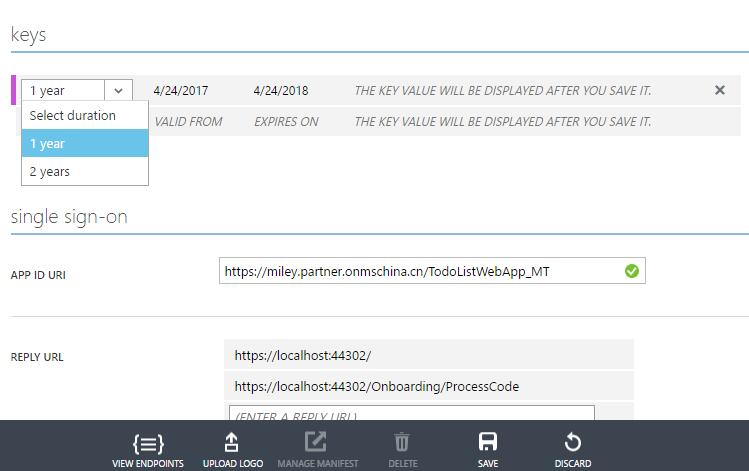 keys
1 year 4/24/2017 4/24/2018 THE KEY VALUE WILL BE DISPLAYED AFTER YOU SAVE IT.
Select duration VALID FROM EXPIRES ON THE KEY VALUE WILL BE DISPLAYED AFTER YOU SAVE IT.
1 year
2 years
single sign-on
APP ID URI https://miley.partner.onmschina.cn/TodoListWebApp_MT
REPLY URL https://localhost:44302/
https://localhost:44302/Onboarding/ProcessCode
(ENTER A REPLY URL)
VIEW ENDPOINTS UPLOAD LOGO MANAGE MANIFEST DELETE SAVE DISCARD